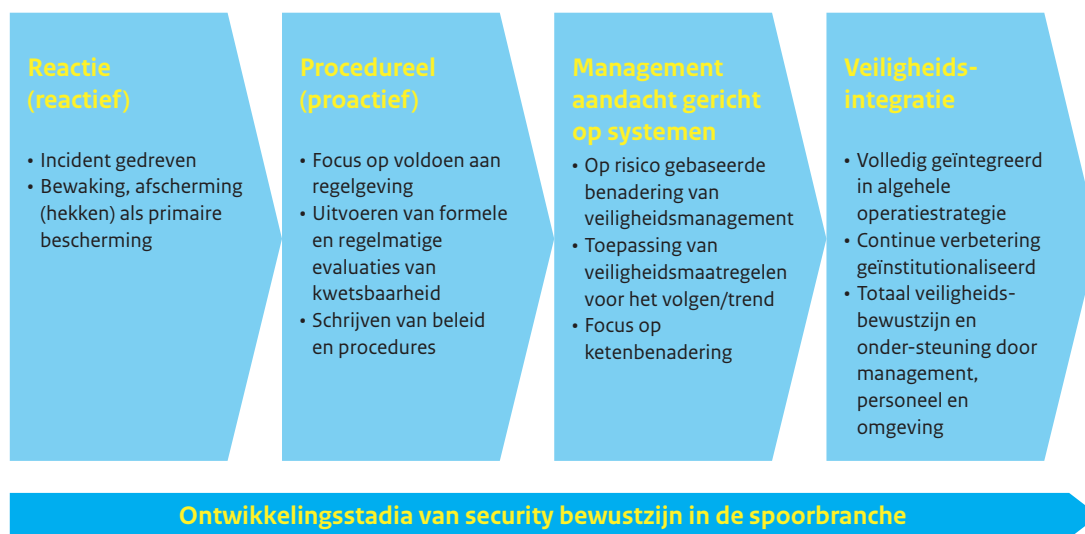 Reactie
(reactief)
• Incident gedreven
• Bewaking, afscherming
(hekken) als primaire
bescherming
Procedureel
(proactief)
• Focus op voldoen aan
regelgeving
• Uitvoeren van formele
en regelmatige
evaluaties van
kwetsbaarheid
• Schrijven van beleid
en procedures
Management
aandacht gericht
op systemen
• Op risico gebaseerde
benadering van
veiligheidsmanagement
• Toepassing van
veiligheidsmaatregelen
voor het volgen/trend
• Focus op
ketenbenadering
Veiligheids-
integratie
• Volledig geïntegreerd
in algehele
operatiestrategie
• Continue verbetering
geïnstitutionaliseerd
• Totaal veiligheids-
bewustzijn en
onder-steuning door
management,
personeel en
omgeving
Ontwikkelingsstadia van security bewustzijn in de spoorbranche